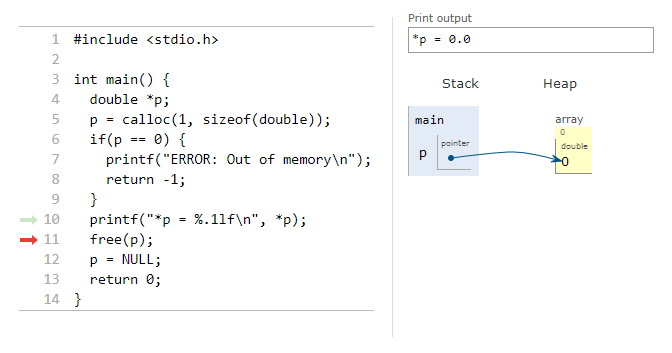 1 #include <stdio.h>
2
3 int main() {
4   double *p;
5   p = calloc(1, sizeof(double));
6   if(p == 0) {
7     printf("ERROR: Out of memory\n");
8     return -1;
9   }
10   printf("*p = %.1lf\n", *p);
11   free(p);
12   p = NULL;
13   return 0;
14 }
Print output
*p = 0.0
Stack Heap
main
p
pointer
array
0
double
0